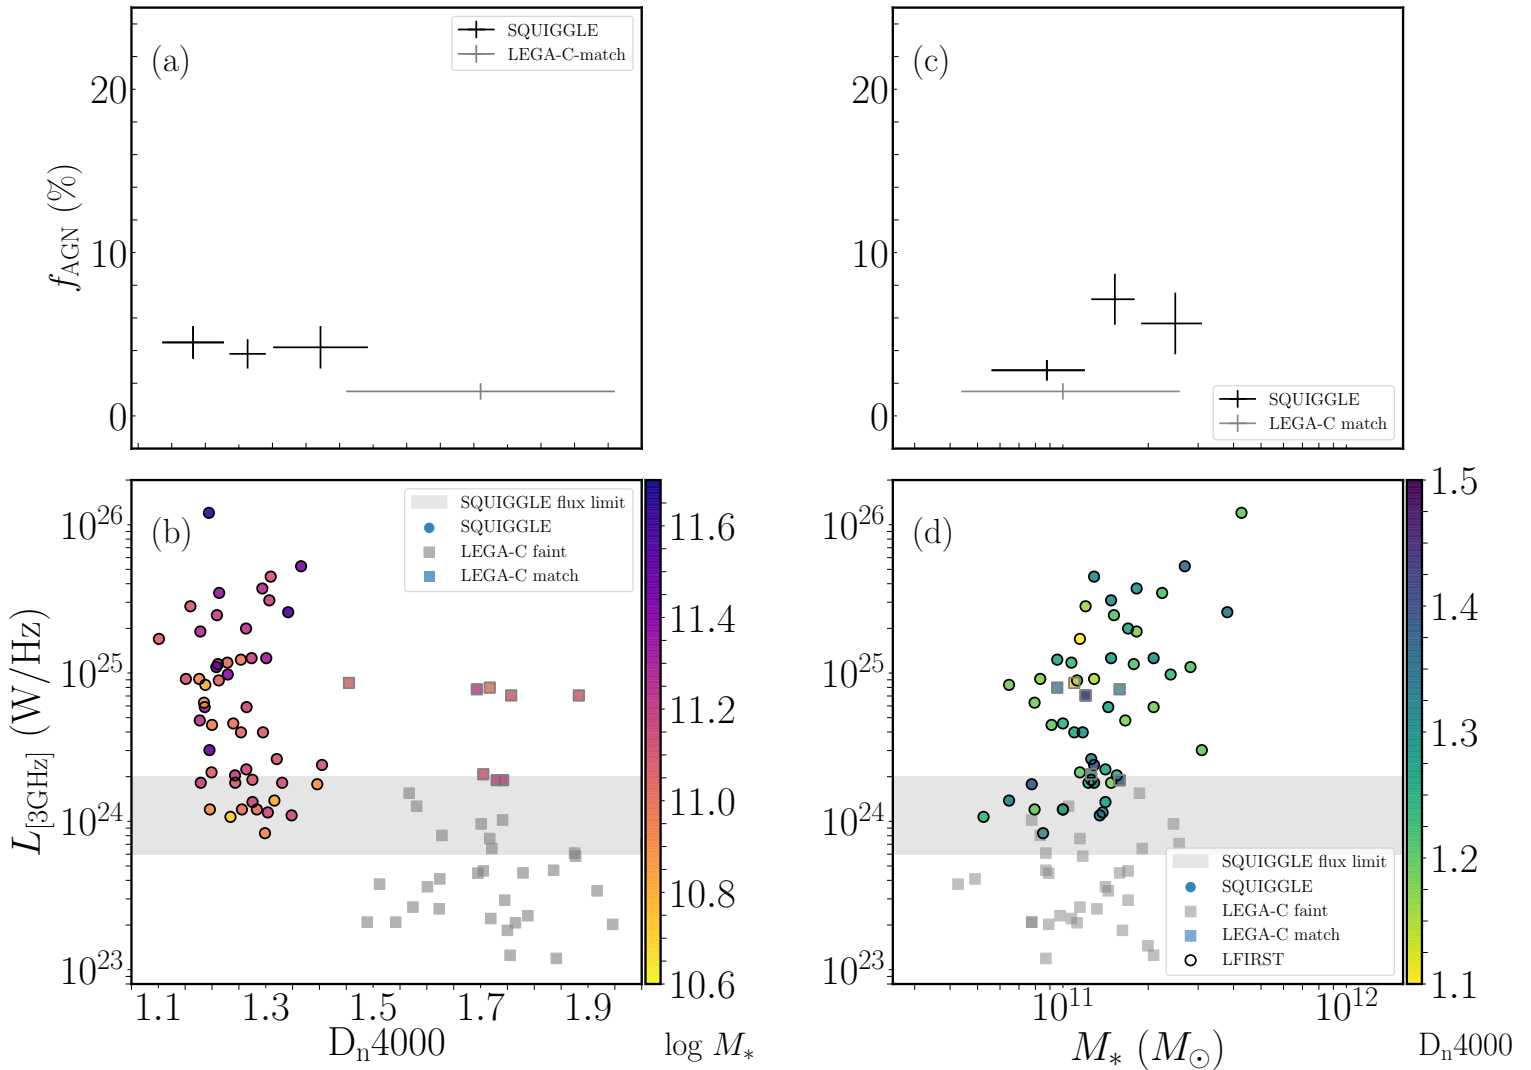 (a)
SQUIGGLE
LEGA-C-match
20
10
0
f_AGN (%)
(c)
20
10
0
SQUIGGLE
LEGA-C match
(b)
SQUIGGLE flux limit
SQUIGGLE
LEGA-C faint
LEGA-C match
10^26
10^25
10^24
10^23
L_[3GHz] (W/Hz)
1.1 1.3 1.5 1.7 1.9
D_n4000
11.6
11.4
11.2
11.0
10.8
10.6
log M_*
(d)
10^26
10^25
10^24
10^23
SQUIGGLE flux limit
SQUIGGLE
LEGA-C faint
LEGA-C match
LFIRST
10^11 10^12
M_* (M_⊙)
1.5
1.4
1.3
1.2
1.1
D_n4000